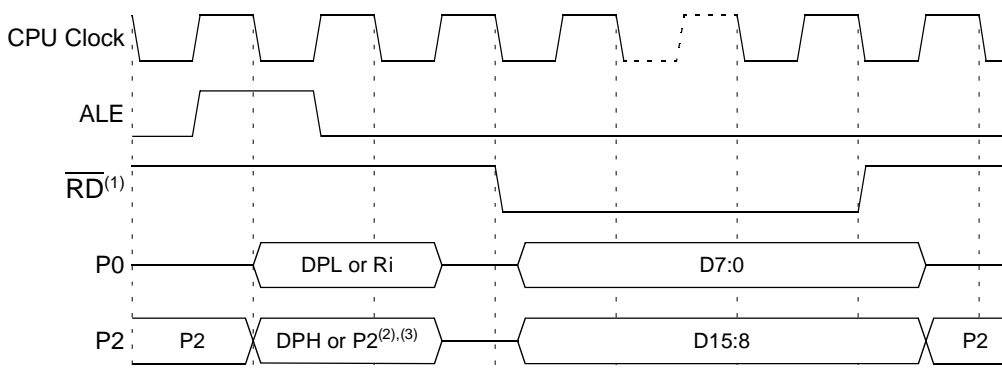 CPU Clock
ALE
RD(1)
P0 DPL or Ri D7:0
P2 P2 DPH or P2(2),(3) D15:8 P2